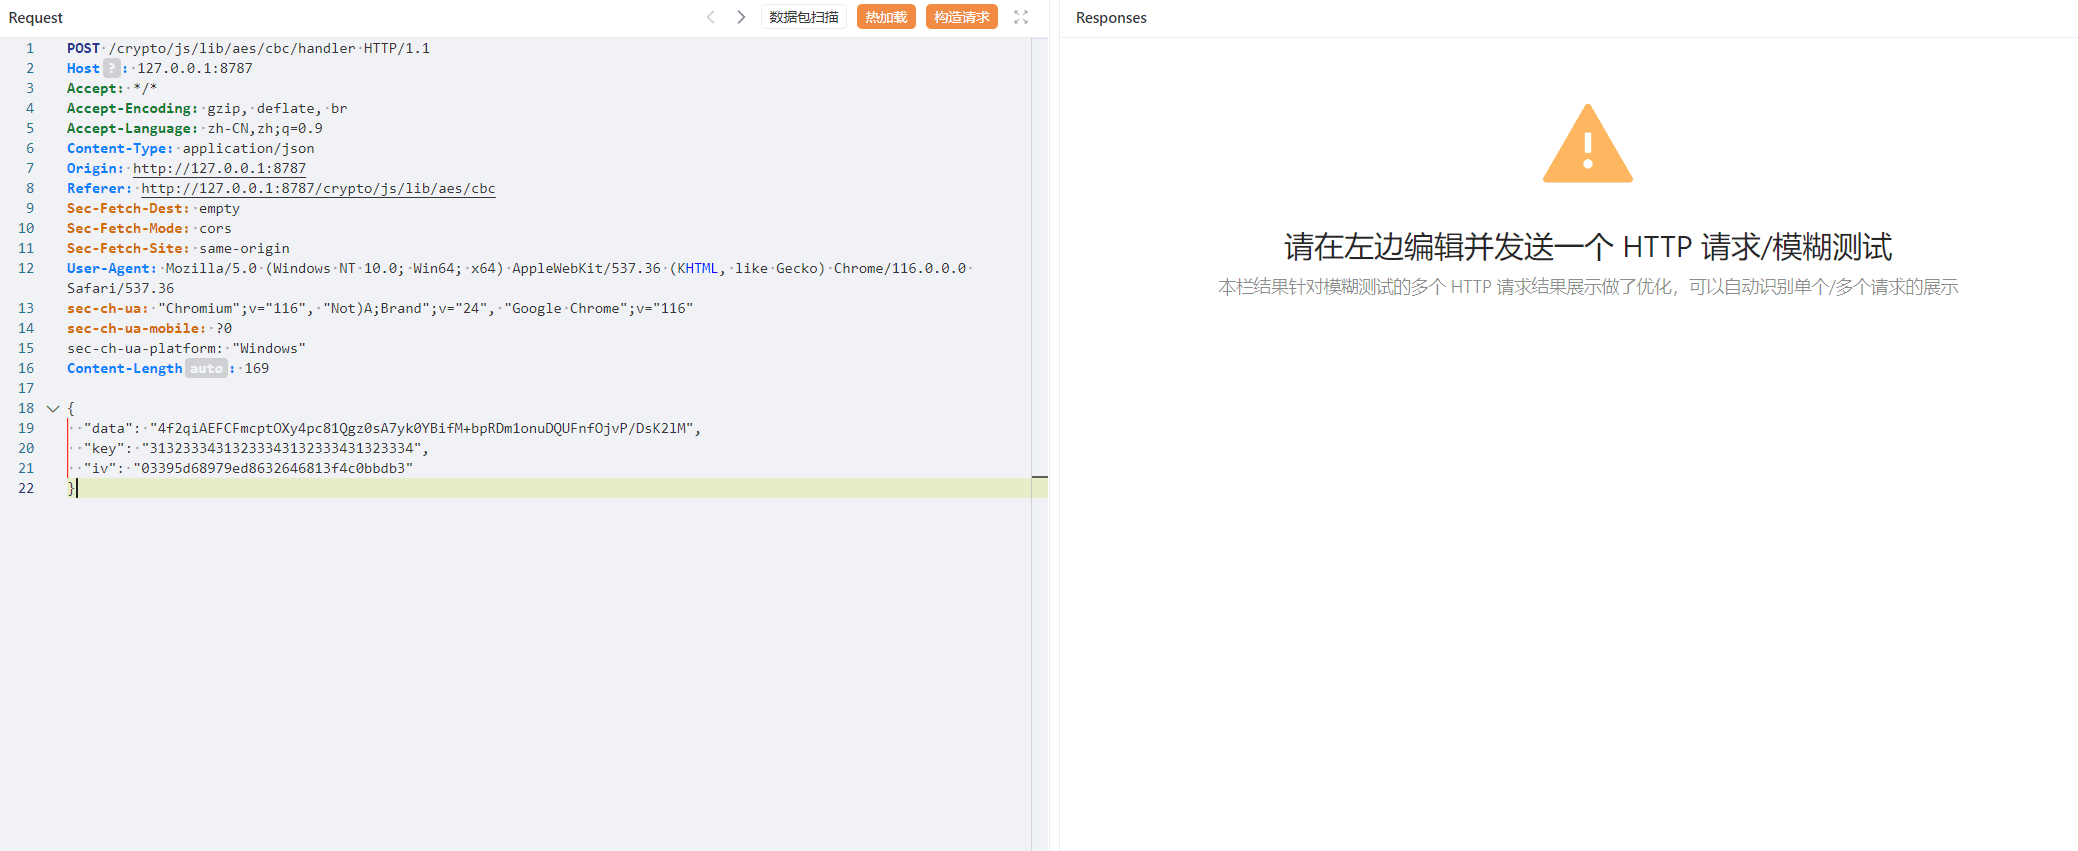 Request
数据包扫描
热加载
构造请求
1 POST /crypto/js/lib/aes/cbc/handler HTTP/1.1
2 Host ? : 127.0.0.1:8787
3 Accept: */*
4 Accept-Encoding: gzip, deflate, br
5 Accept-Language: zh-CN,zh;q=0.9
6 Content-Type: application/json
7 Origin: http://127.0.0.1:8787
8 Referer: http://127.0.0.1:8787/crypto/js/lib/aes/cbc
9 Sec-Fetch-Dest: empty
10 Sec-Fetch-Mode: cors
11 Sec-Fetch-Site: same-origin
12 User-Agent: Mozilla/5.0 (Windows NT 10.0; Win64; x64) AppleWebKit/537.36 (KHTML, like Gecko) Chrome/116.0.0.0
Safari/537.36
13 sec-ch-ua: "Chromium";v="116", "Not)A;Brand";v="24", "Google Chrome";v="116"
14 sec-ch-ua-mobile: ?0
15 sec-ch-ua-platform: "Windows"
16 Content-Length auto : 169
17
18 {
19 "data": "4f2qiAEFCFmcptOXy4pc81Qgz0sA7yk0YBifM+bpRDm1onuDQUFnfOjvP/DsK2lM",
20 "key": "31323334313233343132333431323334",
21 "iv": "03395d68979ed8632646813f4c0bbdb3"
22 }
Responses
请在左边编辑并发送一个 HTTP 请求/模糊测试
本栏结果针对模糊测试的多个 HTTP 请求结果展示做了优化，可以自动识别单个/多个请求的展示